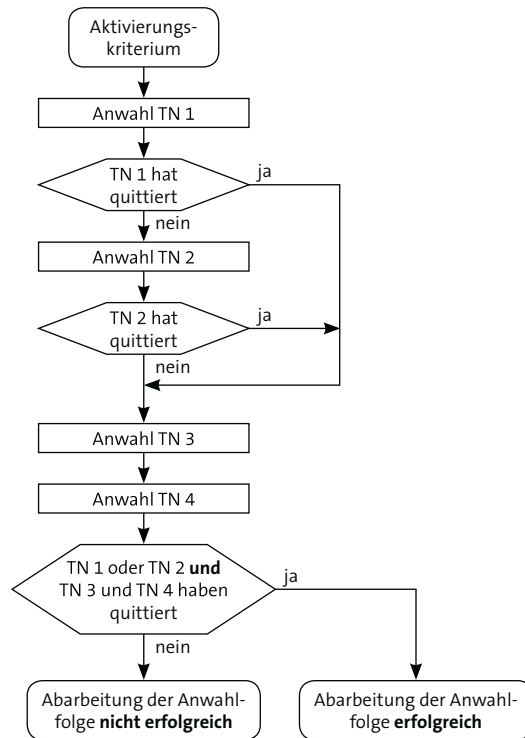 Aktivierungs-
kriterium
Anwahl TN 1
TN 1 hat
quittiert
ja
nein
Anwahl TN 2
TN 2 hat
quittiert
ja
nein
Anwahl TN 3
Anwahl TN 4
TN 1 oder TN 2 und
TN 3 und TN 4 haben
quittiert
ja
nein
Abarbeitung der Anwahl-
folge nicht erfolgreich
Abarbeitung der Anwahl-
folge erfolgreich